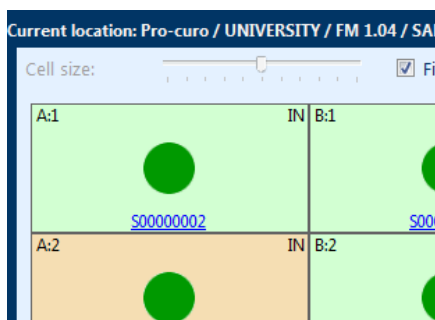 Current location: Pro-curo / UNIVERSITY / FM 1.04 /
Cell size:
A:1 IN B:1
S00000002
A:2 IN B:2